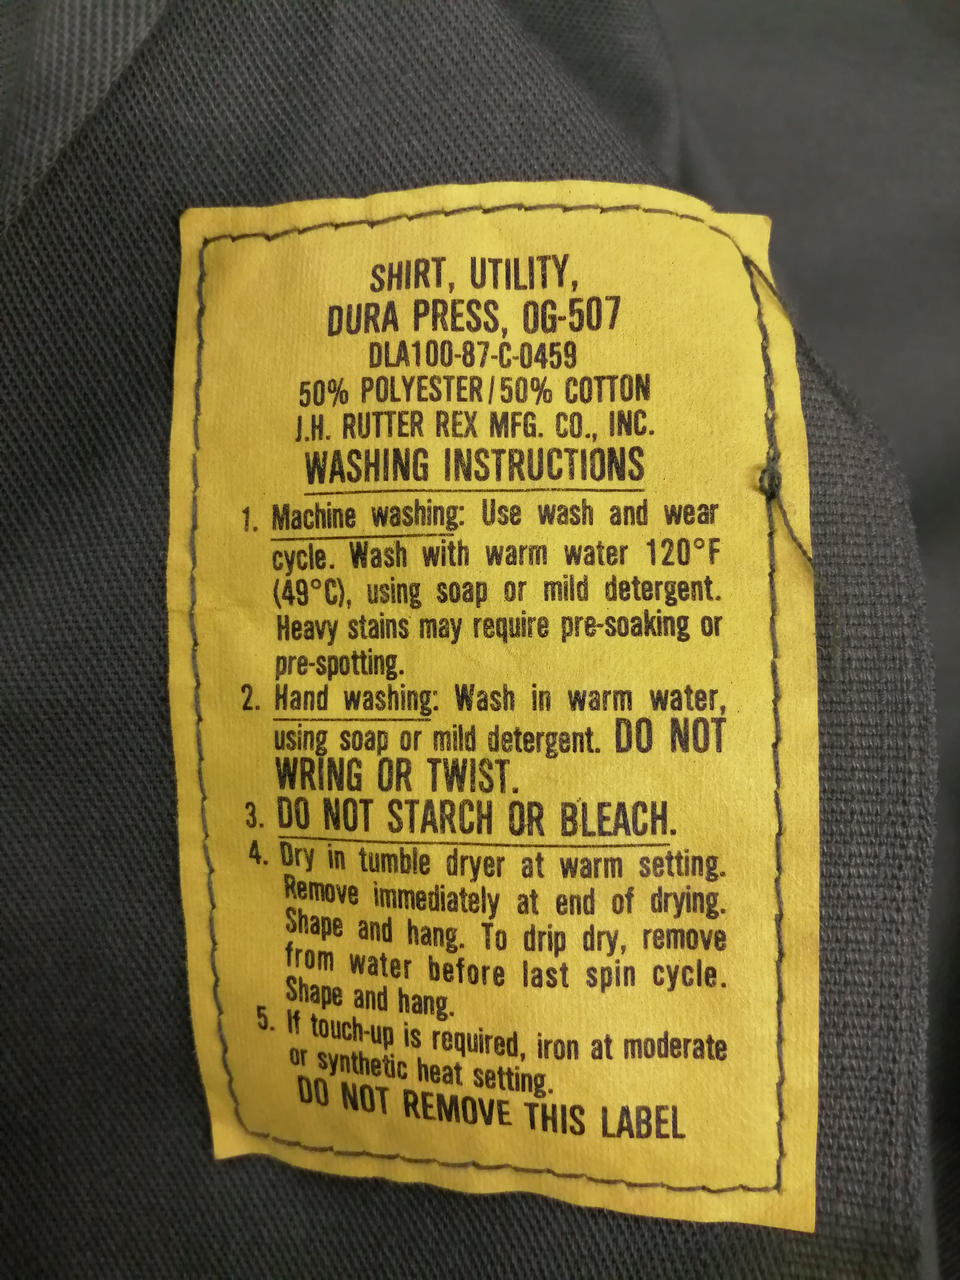 SHIRT, UTILITY,
DURA PRESS, OG-507
DLA100-87-C-0459
50% POLYESTER/50% COTTON
J.H. RUTTER REX MFG. CO., INC.
WASHING INSTRUCTIONS
1. Machine washing: Use wash and wear
cycle. Wash with warm water 120°F
(49°C), using soap or mild detergent.
Heavy stains may require pre-soaking or
pre-spotting.
2. Hand washing: Wash in warm water,
using soap or mild detergent. DO NOT
WRING OR TWIST.
3. DO NOT STARCH OR BLEACH.
4. Dry in tumble dryer at warm setting.
Remove immediately at end of drying.
Shape and hang. To drip dry, remove
from water before last spin cycle.
Shape and hang.
5. If touch-up is required, iron at moderate
or synthetic heat setting.
DO NOT REMOVE THIS LABEL